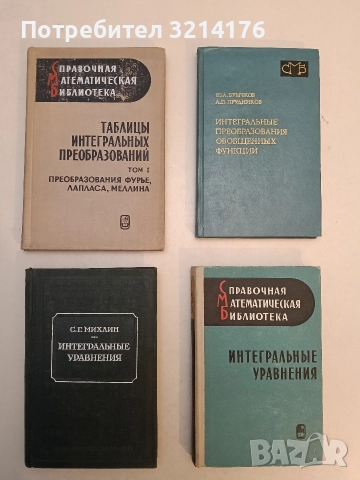 Потребител 3214176
СПРАВОЧНАЯ
МАТЕМАТИЧЕСКАЯ
БИБЛИОТЕКА
ТАБЛИЦЫ
ИНТЕГРАЛЬНЫХ
ПРЕОБРАЗОВАНИЙ
ТОМ I
ПРЕОБРАЗОВАНИЯ ФУРЬЕ,
ЛАПЛАСА, МЕЛЛИНА
СМБ
Ю.А. БРЫЧКОВ
А.П. ПРУДНИКОВ
ИНТЕГРАЛЬНЫЕ
ПРЕОБРАЗОВАНИЯ
ОБОБЩЕННЫХ
ФУНКЦИЙ
С.Г. МИХЛИН
ИНТЕГРАЛЬНЫЕ
УРАВНЕНИЯ
СПРАВОЧНАЯ
МАТЕМАТИЧЕСКАЯ
БИБЛИОТЕКА
ИНТЕГРАЛЬНЫЕ
УРАВНЕНИЯ
BAZAR